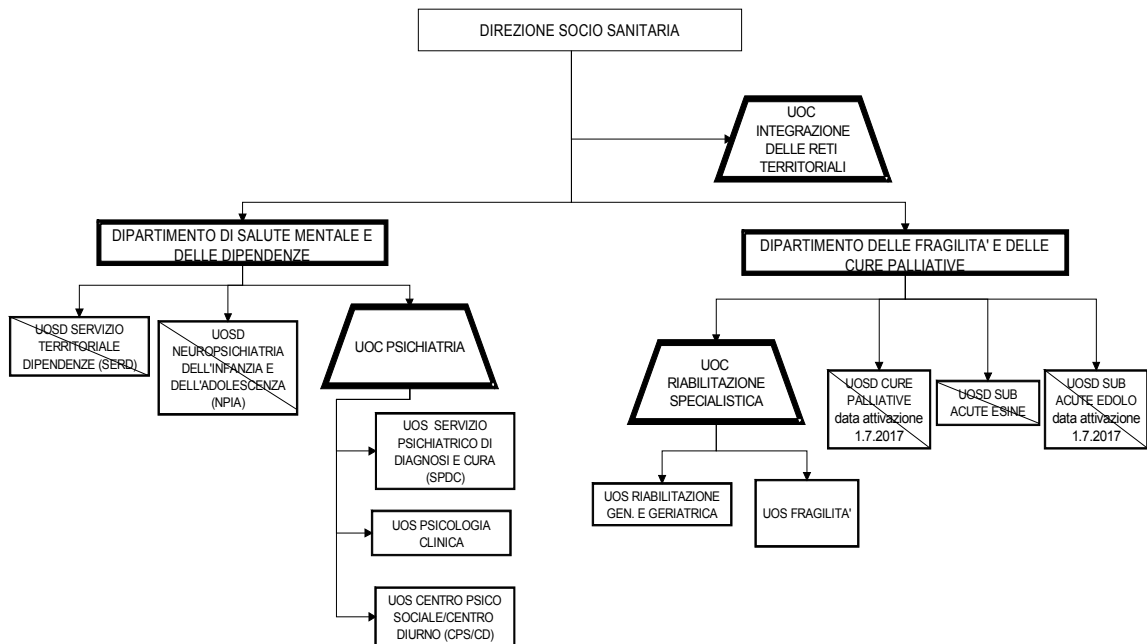 DIREZIONE SOCIO SANITARIA
UOC
INTEGRAZIONE
DELLE RETI
TERRITORIALI
DIPARTIMENTO DI SALUTE MENTALE E
DELLE DIPENDENZE
DIPARTIMENTO DELLE FRAGILITA' E DELLE
CURE PALLIATIVE
UOSD SERVIZIO
TERRITORIALE
DIPENDENZE (SERD)
UOSD
NEUROPSICHIATRIA
DELL'INFANZIA E
DELL'ADOLESCENZA
(NPIA)
UOC PSICHIATRIA
UOC
RIABILITAZIONE
SPECIALISTICA
UOSD CURE
PALLIATIVE
data attivazione
1.7.2017
UOSD SUB
ACUTE ESINE
UOSD SUB
ACUTE EDOLO
data attivazione
1.7.2017
UOS SERVIZIO
PSICHIATRICO DI
DIAGNOSI E CURA
(SPDC)
UOS RIABILITAZIONE
GEN. E GERIATRICA
UOS FRAGILITA'
UOS PSICOLOGIA
CLINICA
UOS CENTRO PSICO
SOCIALE/CENTRO
DIURNO (CPS/CD)